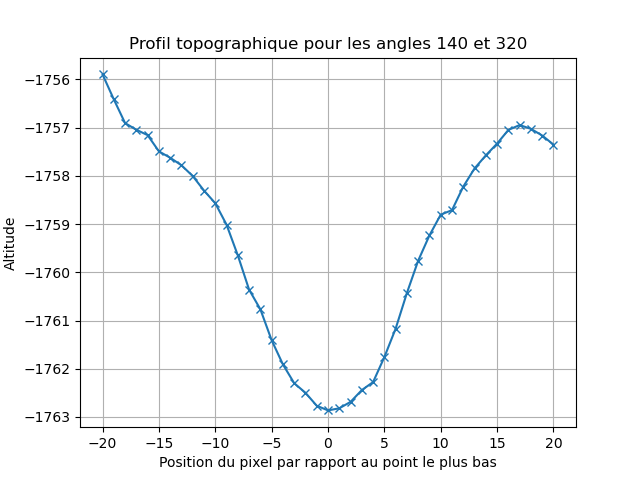 Profil topographique pour les angles 140 et 320
Altitude
−1756
−1757
−1758
−1759
−1760
−1761
−1762
−1763
−20 −15 −10 −5 0 5 10 15 20
Position du pixel par rapport au point le plus bas